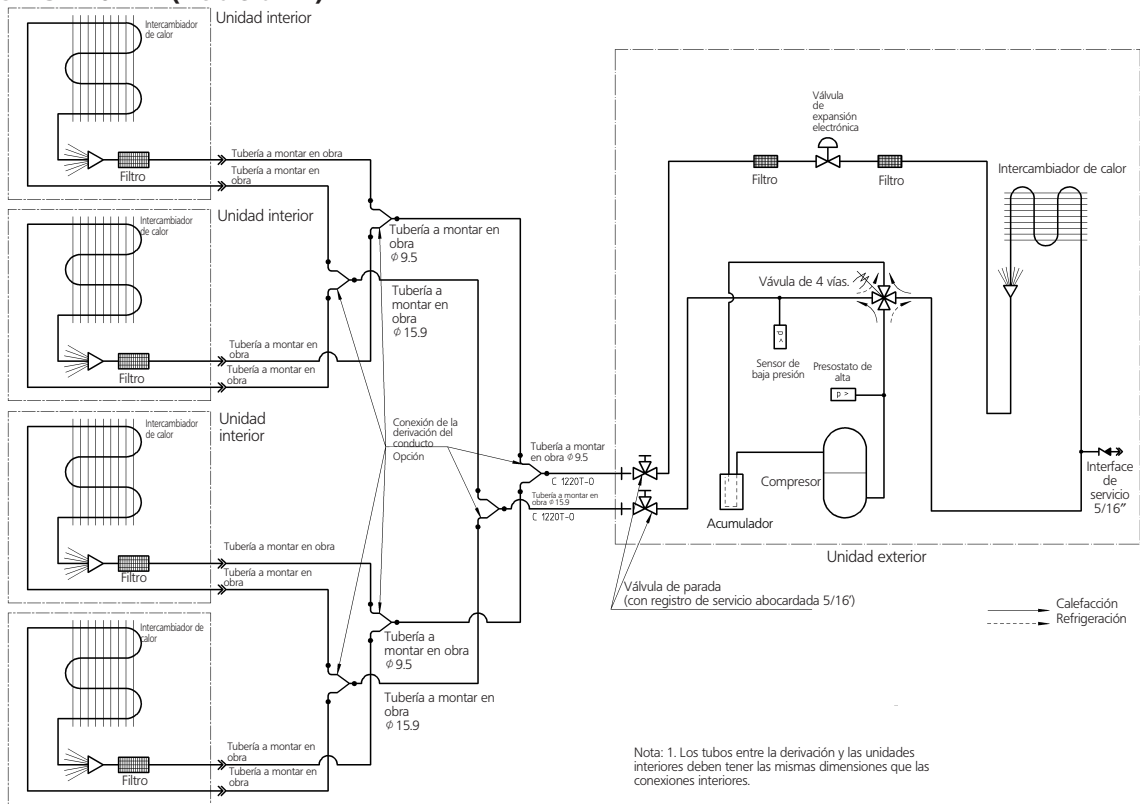 Unidad interior
Intercambiador
de calor
Filtro
Tubería a montar en obra
Tubería a montar en
obra
Unidad interior
Intercambiador
de calor
Filtro
Tubería a montar en
obra
Tubería a montar en
obra
Unidad
interior
Intercambiador
de calor
Filtro
Tubería a montar en obra
Tubería a montar en
obra
Intercambiador de
calor
Filtro
Tubería a montar en
obra
Tubería a montar en
obra
Tubería a montar en
obra
φ 9.5
Tubería a
montar en
obra
φ 15.9
Conexión de la
derivación del
conducto
Opción
Tubería a
montar en obra
φ 9.5
Tubería a montar en
obra
φ 15.9
Tubería a montar
en obra φ 9.5
C 1220T-O
Tubería a montar en
obra φ 15.9
C 1220T-O
Válvula
de
expansión
electrónica
Filtro
Filtro
Intercambiador de calor
Vávula de 4 vías.
p <
Sensor de
baja presión
Presostato de
alta
p >
Compresor
Acumulador
Interface
de
servicio
5/16"
Unidad exterior
Válvula de parada
(con registro de servicio abocardada 5/16')
Calefacción
Refrigeración
Nota: 1. Los tubos entre la derivación y las unidades
interiores deben tener las mismas dimensiones que las
conexiones interiores.